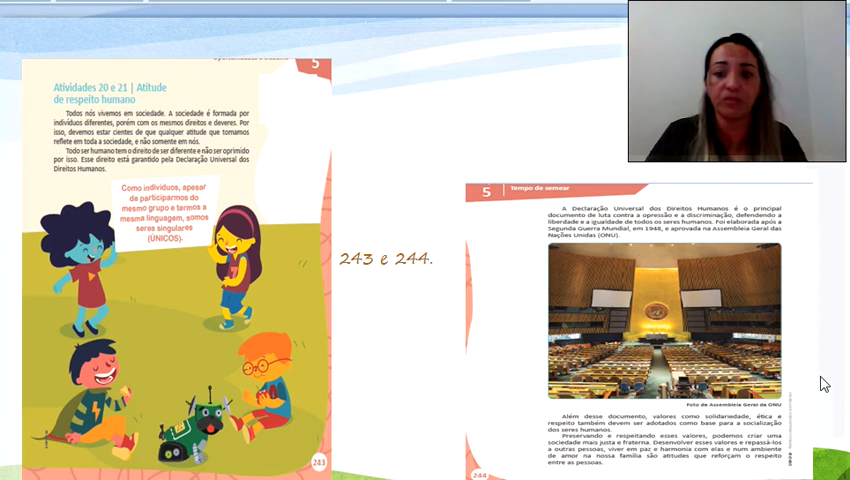 5
Atividades 20 e 21 | Atitude
de respeito humano
Todos nós vivemos em sociedade. A sociedade é formada por
indivíduos diferentes, porém com os mesmos direitos e deveres. Por
isso, devemos estar cientes de que qualquer atitude que tomamos
reflete em toda a sociedade, e não somente em nós.
Todo ser humano tem o direito de ser diferente e não ser oprimido
por isso. Esse direito está garantido pela Declaração Universal dos
Direitos Humanos.
Como indivíduos, apesar
de participarmos do
mesmo grupo e termos a
mesma linguagem, somos
seres singulares
(ÚNICOS).
243
243 e 244.
5 Tempo de semear
A Declaração Universal dos Direitos Humanos é o principal
documento de luta contra a opressão e a discriminação, defendendo a
liberdade e a igualdade de todos os seres humanos. Foi elaborada após a
Segunda Guerra Mundial, em 1948, e aprovada na Assembleia Geral das
Nações Unidas (ONU).
Foto da Assembleia Geral da ONU
Além desse documento, valores como solidariedade, ética e
respeito também devem ser adotados como base para a socialização
dos seres humanos.
Preservando e respeitando esses valores, podemos criar uma
sociedade mais justa e fraterna. Desenvolver esses valores e repassá-los
a outras pessoas, viver em paz e harmonia com elas e num ambiente
de amor na nossa família são atitudes que reforçam o respeito
entre as pessoas.
244